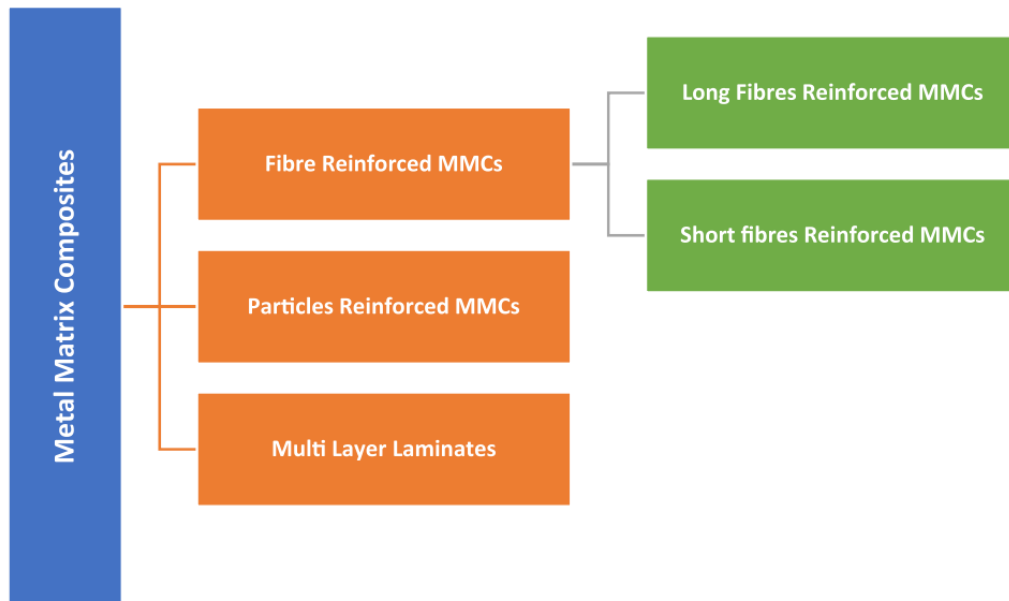 Metal Matrix Composites
Fibre Reinforced MMCs
Long Fibres Reinforced MMCs
Short fibres Reinforced MMCs
Particles Reinforced MMCs
Multi Layer Laminates